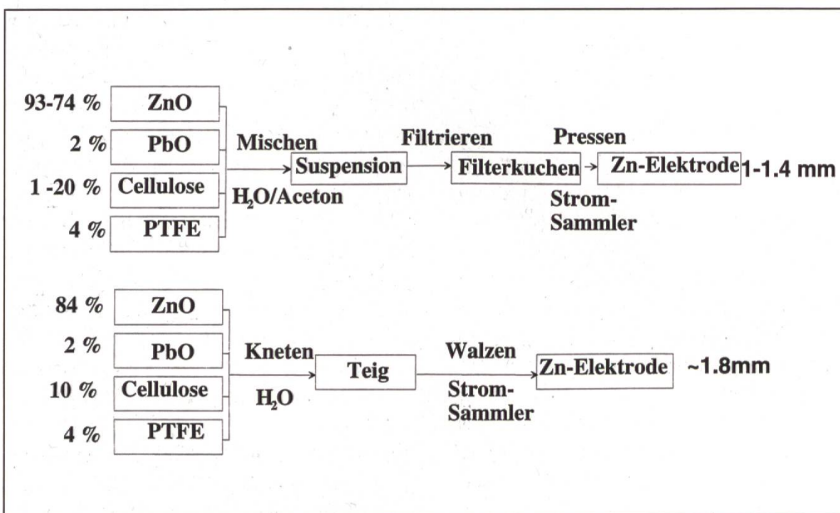 93-74 % ZnO
2 % PbO
1 -20 % Cellulose
4 % PTFE
Mischen
H₂O/Aceton
Suspension
Filtrieren
Filterkuchen
Pressen
Strom-
Sammler
Zn-Elektrode 1-1.4 mm
84 % ZnO
2 % PbO
10 % Cellulose
4 % PTFE
Kneten
H₂O
Teig
Walzen
Strom-
Sammler
Zn-Elektrode ~1.8mm